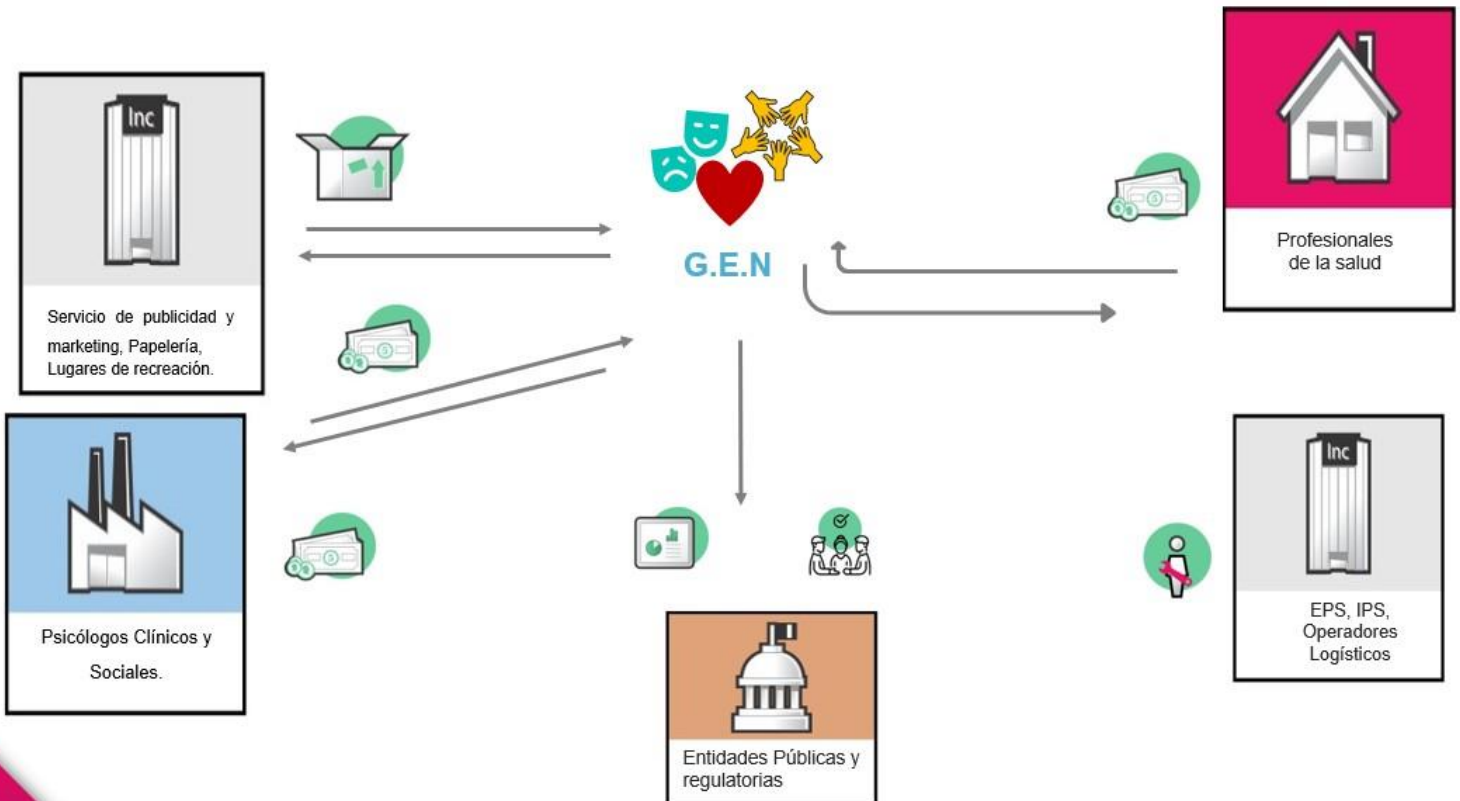 Inc
Servicio de publicidad y
marketing, Papelería,
Lugares de recreación.
G.E.N
Profesionales
de la salud
Psicólogos Clínicos y
Sociales.
Inc
EPS, IPS,
Operadores
Logísticos
Entidades Públicas y
regulatorias